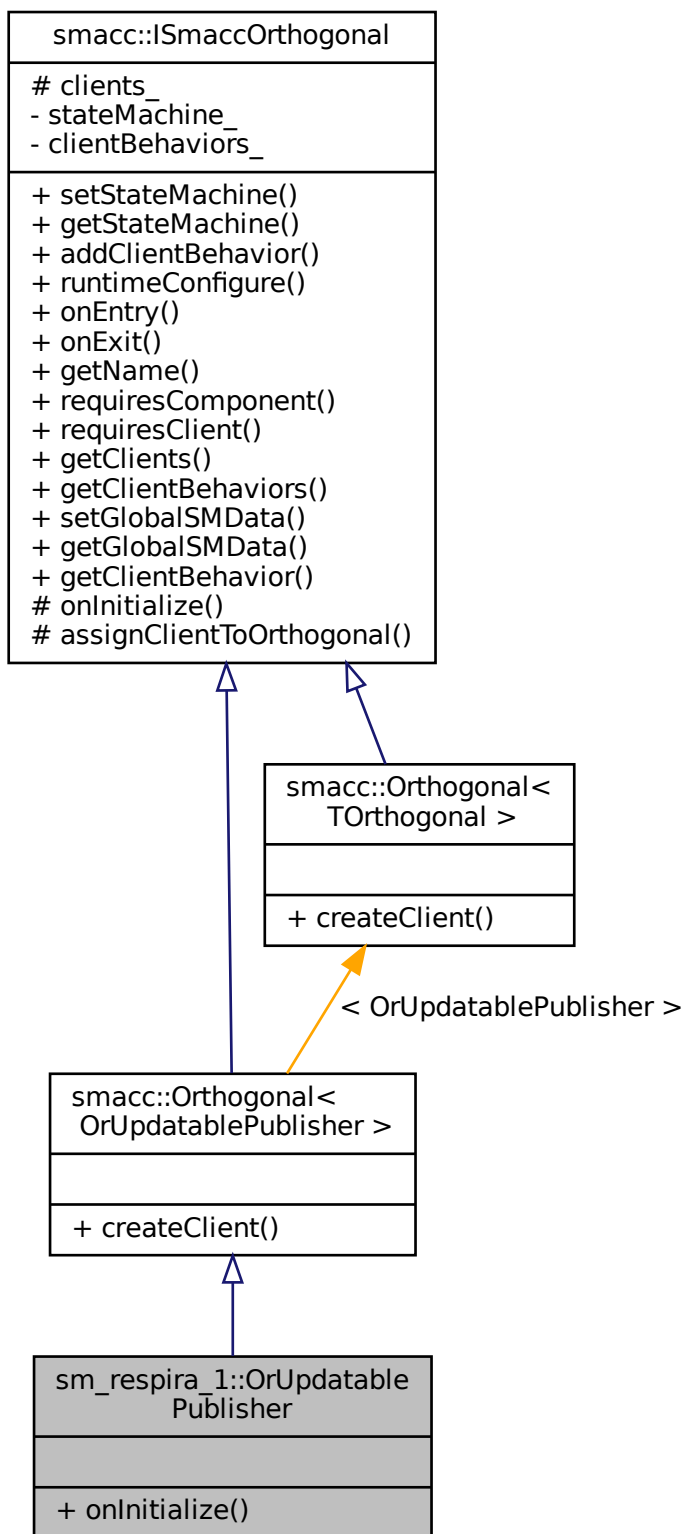 smacc::ISmaccOrthogonal
# clients_
- stateMachine_
- clientBehaviors_
+ setStateMachine()
+ getStateMachine()
+ addClientBehavior()
+ runtimeConfigure()
+ onEntry()
+ onExit()
+ getName()
+ requiresComponent()
+ requiresClient()
+ getClients()
+ getClientBehaviors()
+ setGlobalSMData()
+ getGlobalSMData()
+ getClientBehavior()
# onInitialize()
# assignClientToOrthogonal()
smacc::Orthogonal<
TOrthogonal >
+ createClient()
< OrUpdatablePublisher >
smacc::Orthogonal<
OrUpdatablePublisher >
+ createClient()
sm_respira_1::OrUpdatable
Publisher
+ onInitialize()